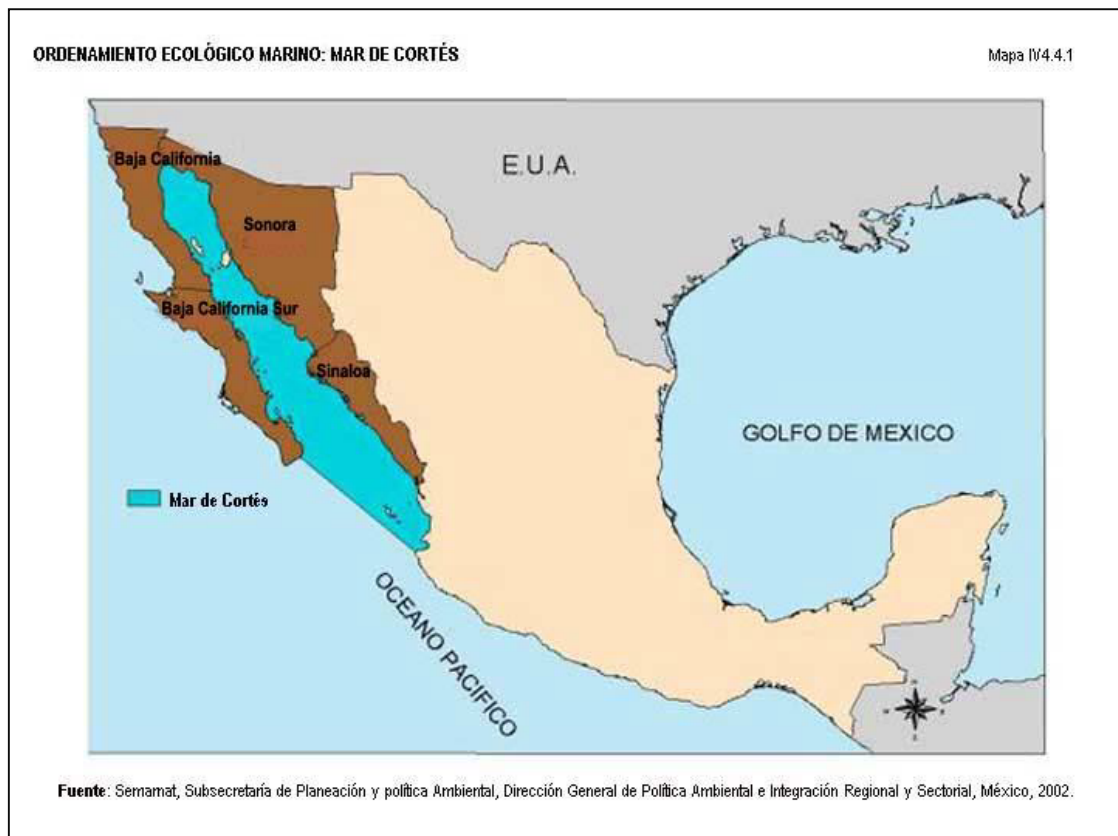 ORDENAMIENTO ECOLÓGICO MARINO: MAR DE CORTÉS
Mapa IV4.4.1
E.U.A.
Baja California
Sonora
Baja California Sur
Sinaloa
GOLFO DE MEXICO
Mar de Cortés
OCEANO PACIFICO
Fuente: Semarnat, Subsecretaría de Planeación y política Ambiental, Dirección General de Política Ambiental e Integración Regional y Sectorial, México, 2002.